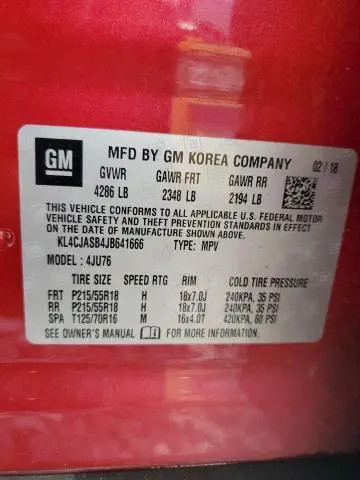 GM
MFD BY GM KOREA COMPANY 02 / 18
GVWR GAWR FRT GAWR RR
4286 LB 2348 LB 2194 LB
THIS VEHICLE CONFORMS TO ALL APPLICABLE U.S. FEDERAL MOTOR
VEHICLE SAFETY AND THEFT PREVENTION STANDARDS IN EFFECT
ON THE DATE OF MANUFACTURE SHOWN ABOVE.
KL4CJASB4JB641666 TYPE: MPV
MODEL : 4JU76
TIRE SIZE SPEED RTG RIM COLD TIRE PRESSURE
FRT P215/55R18 H 18x7.0J 240KPA, 35 PSI
RR P215/55R18 H 18x7.0J 240KPA, 35 PSI
SPA T125/70R16 M 16x4.0T 420KPA, 60 PSI
SEE OWNER'S MANUAL FOR MORE INFORMATION.